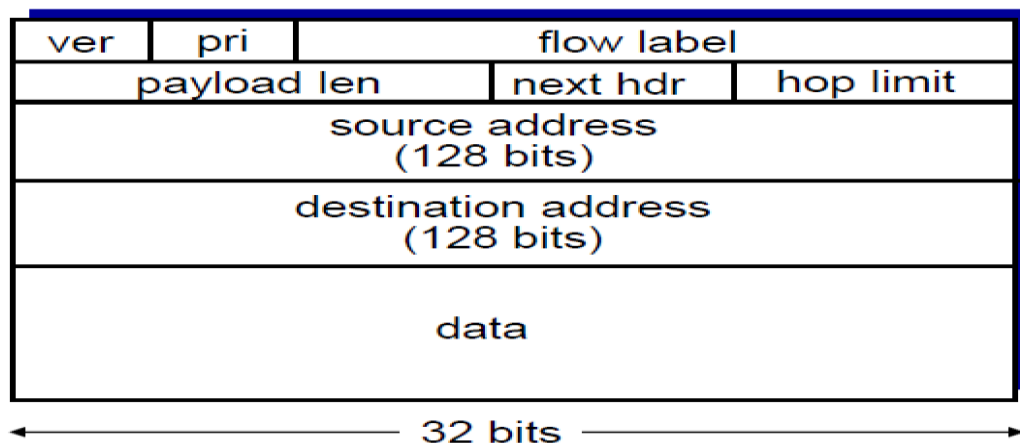 ver pri flow label
payload len next hdr hop limit
source address
(128 bits)
destination address
(128 bits)
data
32 bits